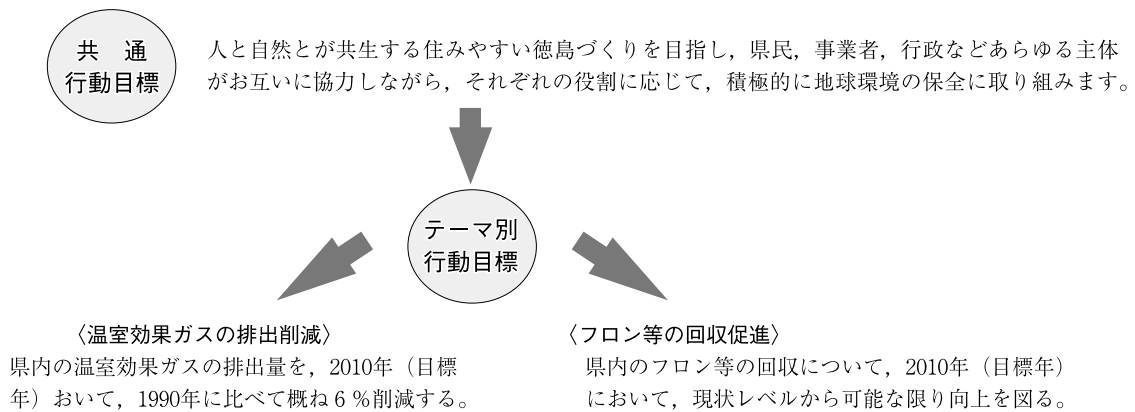 共　通
行動目標
人と自然とが共生する住みやすい徳島づくりを目指し，県民，事業者，行政などあらゆる主体
がお互いに協力しながら，それぞれの役割に応じて，積極的に地球環境の保全に取り組みます。
テーマ別
行動目標
〈温室効果ガスの排出削減〉
県内の温室効果ガスの排出量を，2010年（目標
年）おいて，1990年に比べて概ね６％削減する。
〈フロン等の回収促進〉
県内のフロン等の回収について，2010年（目標年）
において，現状レベルから可能な限り向上を図る。